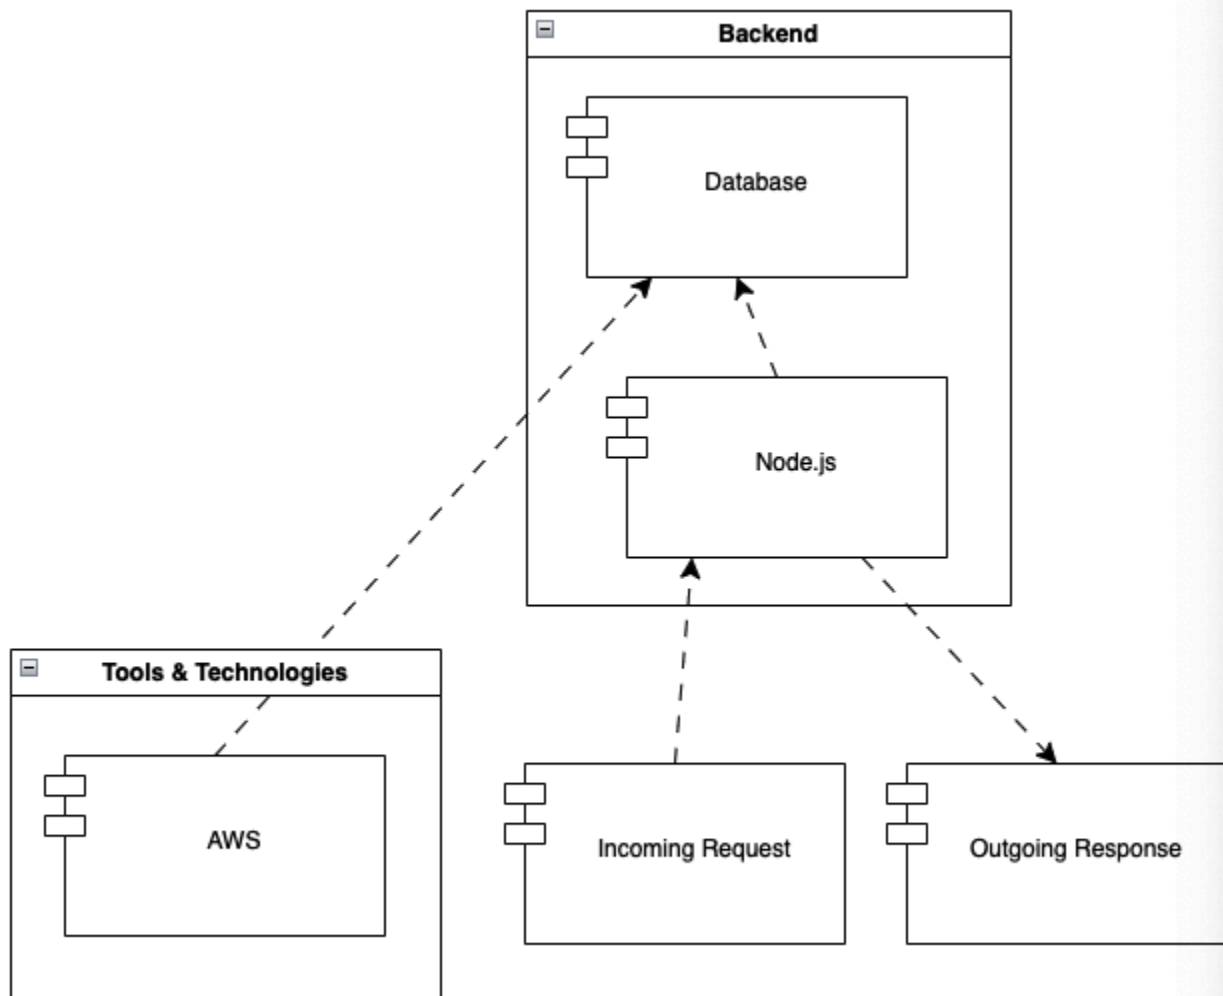 Backend
Database
Node.js
Tools & Technologies
AWS
Incoming Request
Outgoing Response